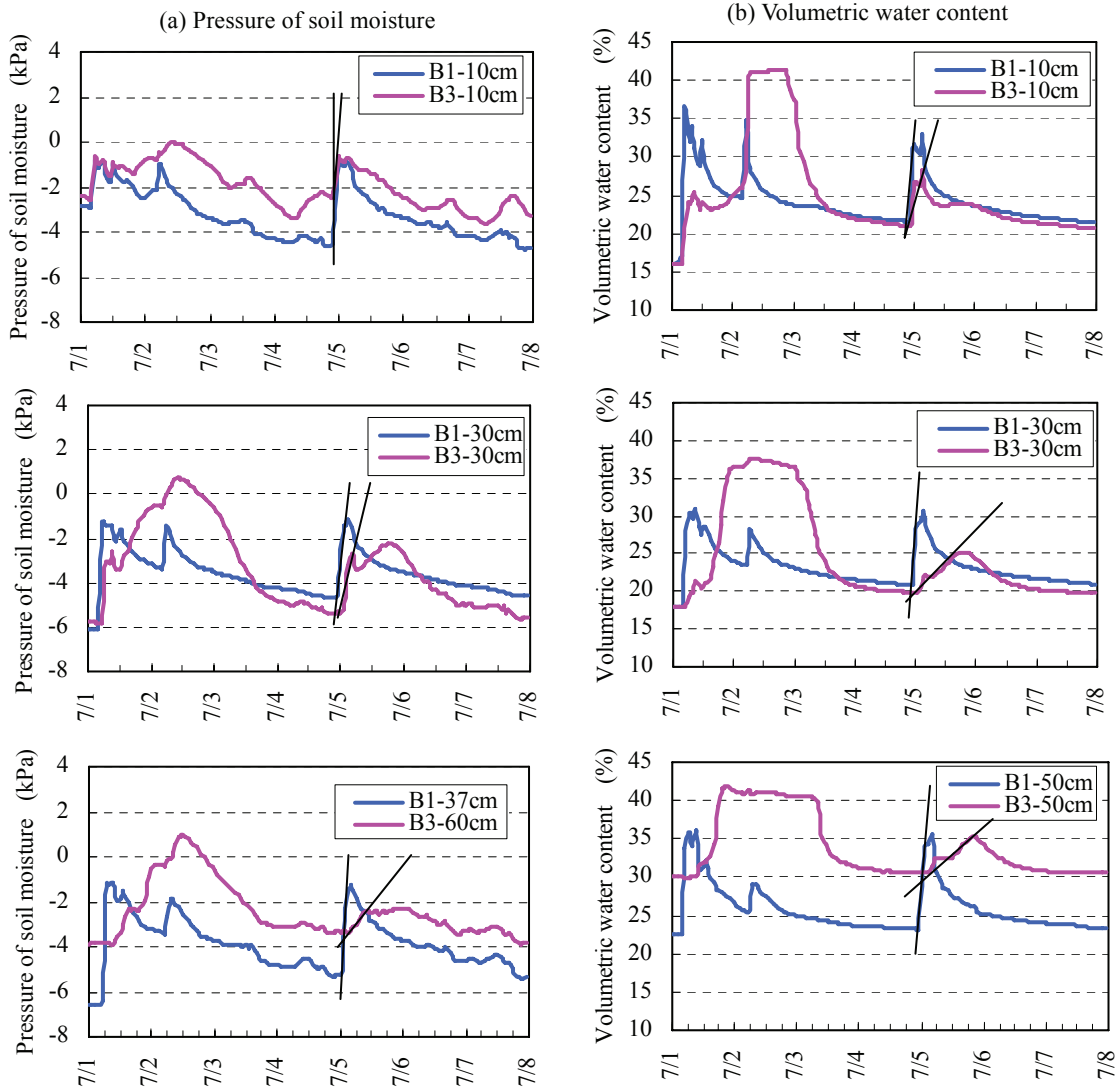 (a) Pressure of soil moisture
Pressure of soil moisture (kPa)
4
2
0
-2
-4
-6
-8
B1-10cm
B3-10cm
7/1 7/2 7/3 7/4 7/5 7/6 7/7 7/8
(b) Volumetric water content
Volumetric water content (%)
45
40
35
30
25
20
15
10
B1-10cm
B3-10cm
7/1 7/2 7/3 7/4 7/5 7/6 7/7 7/8
Pressure of soil moisture (kPa)
4
2
0
-2
-4
-6
-8
B1-30cm
B3-30cm
7/1 7/2 7/3 7/4 7/5 7/6 7/7 7/8
Volumetric water content (%)
45
40
35
30
25
20
15
10
B1-30cm
B3-30cm
7/1 7/2 7/3 7/4 7/5 7/6 7/7 7/8
Pressure of soil moisture (kPa)
4
2
0
-2
-4
-6
-8
B1-37cm
B3-60cm
7/1 7/2 7/3 7/4 7/5 7/6 7/7 7/8
Volumetric water content (%)
45
40
35
30
25
20
15
10
B1-50cm
B3-50cm
7/1 7/2 7/3 7/4 7/5 7/6 7/7 7/8